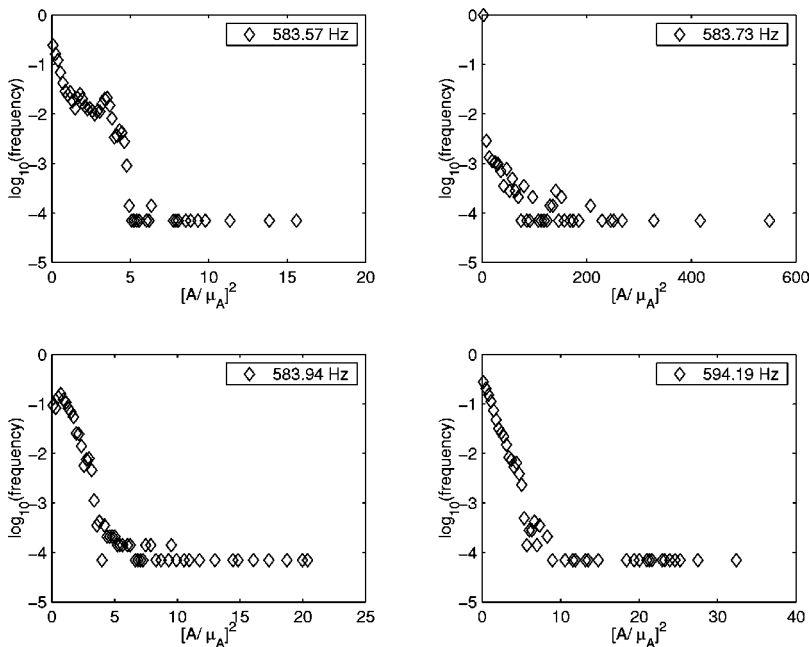 583.57 Hz
0
−1
−2
−3
−4
−5
log10(frequency)
0 5 10 15 20
[A/ μA]2
583.73 Hz
0
−1
−2
−3
−4
−5
log10(frequency)
0 200 400 600
[A/ μA]2
583.94 Hz
0
−1
−2
−3
−4
−5
log10(frequency)
0 5 10 15 20 25
[A/ μA]2
594.19 Hz
0
−1
−2
−3
−4
−5
log10(frequency)
0 10 20 30 40
[A/ μA]2